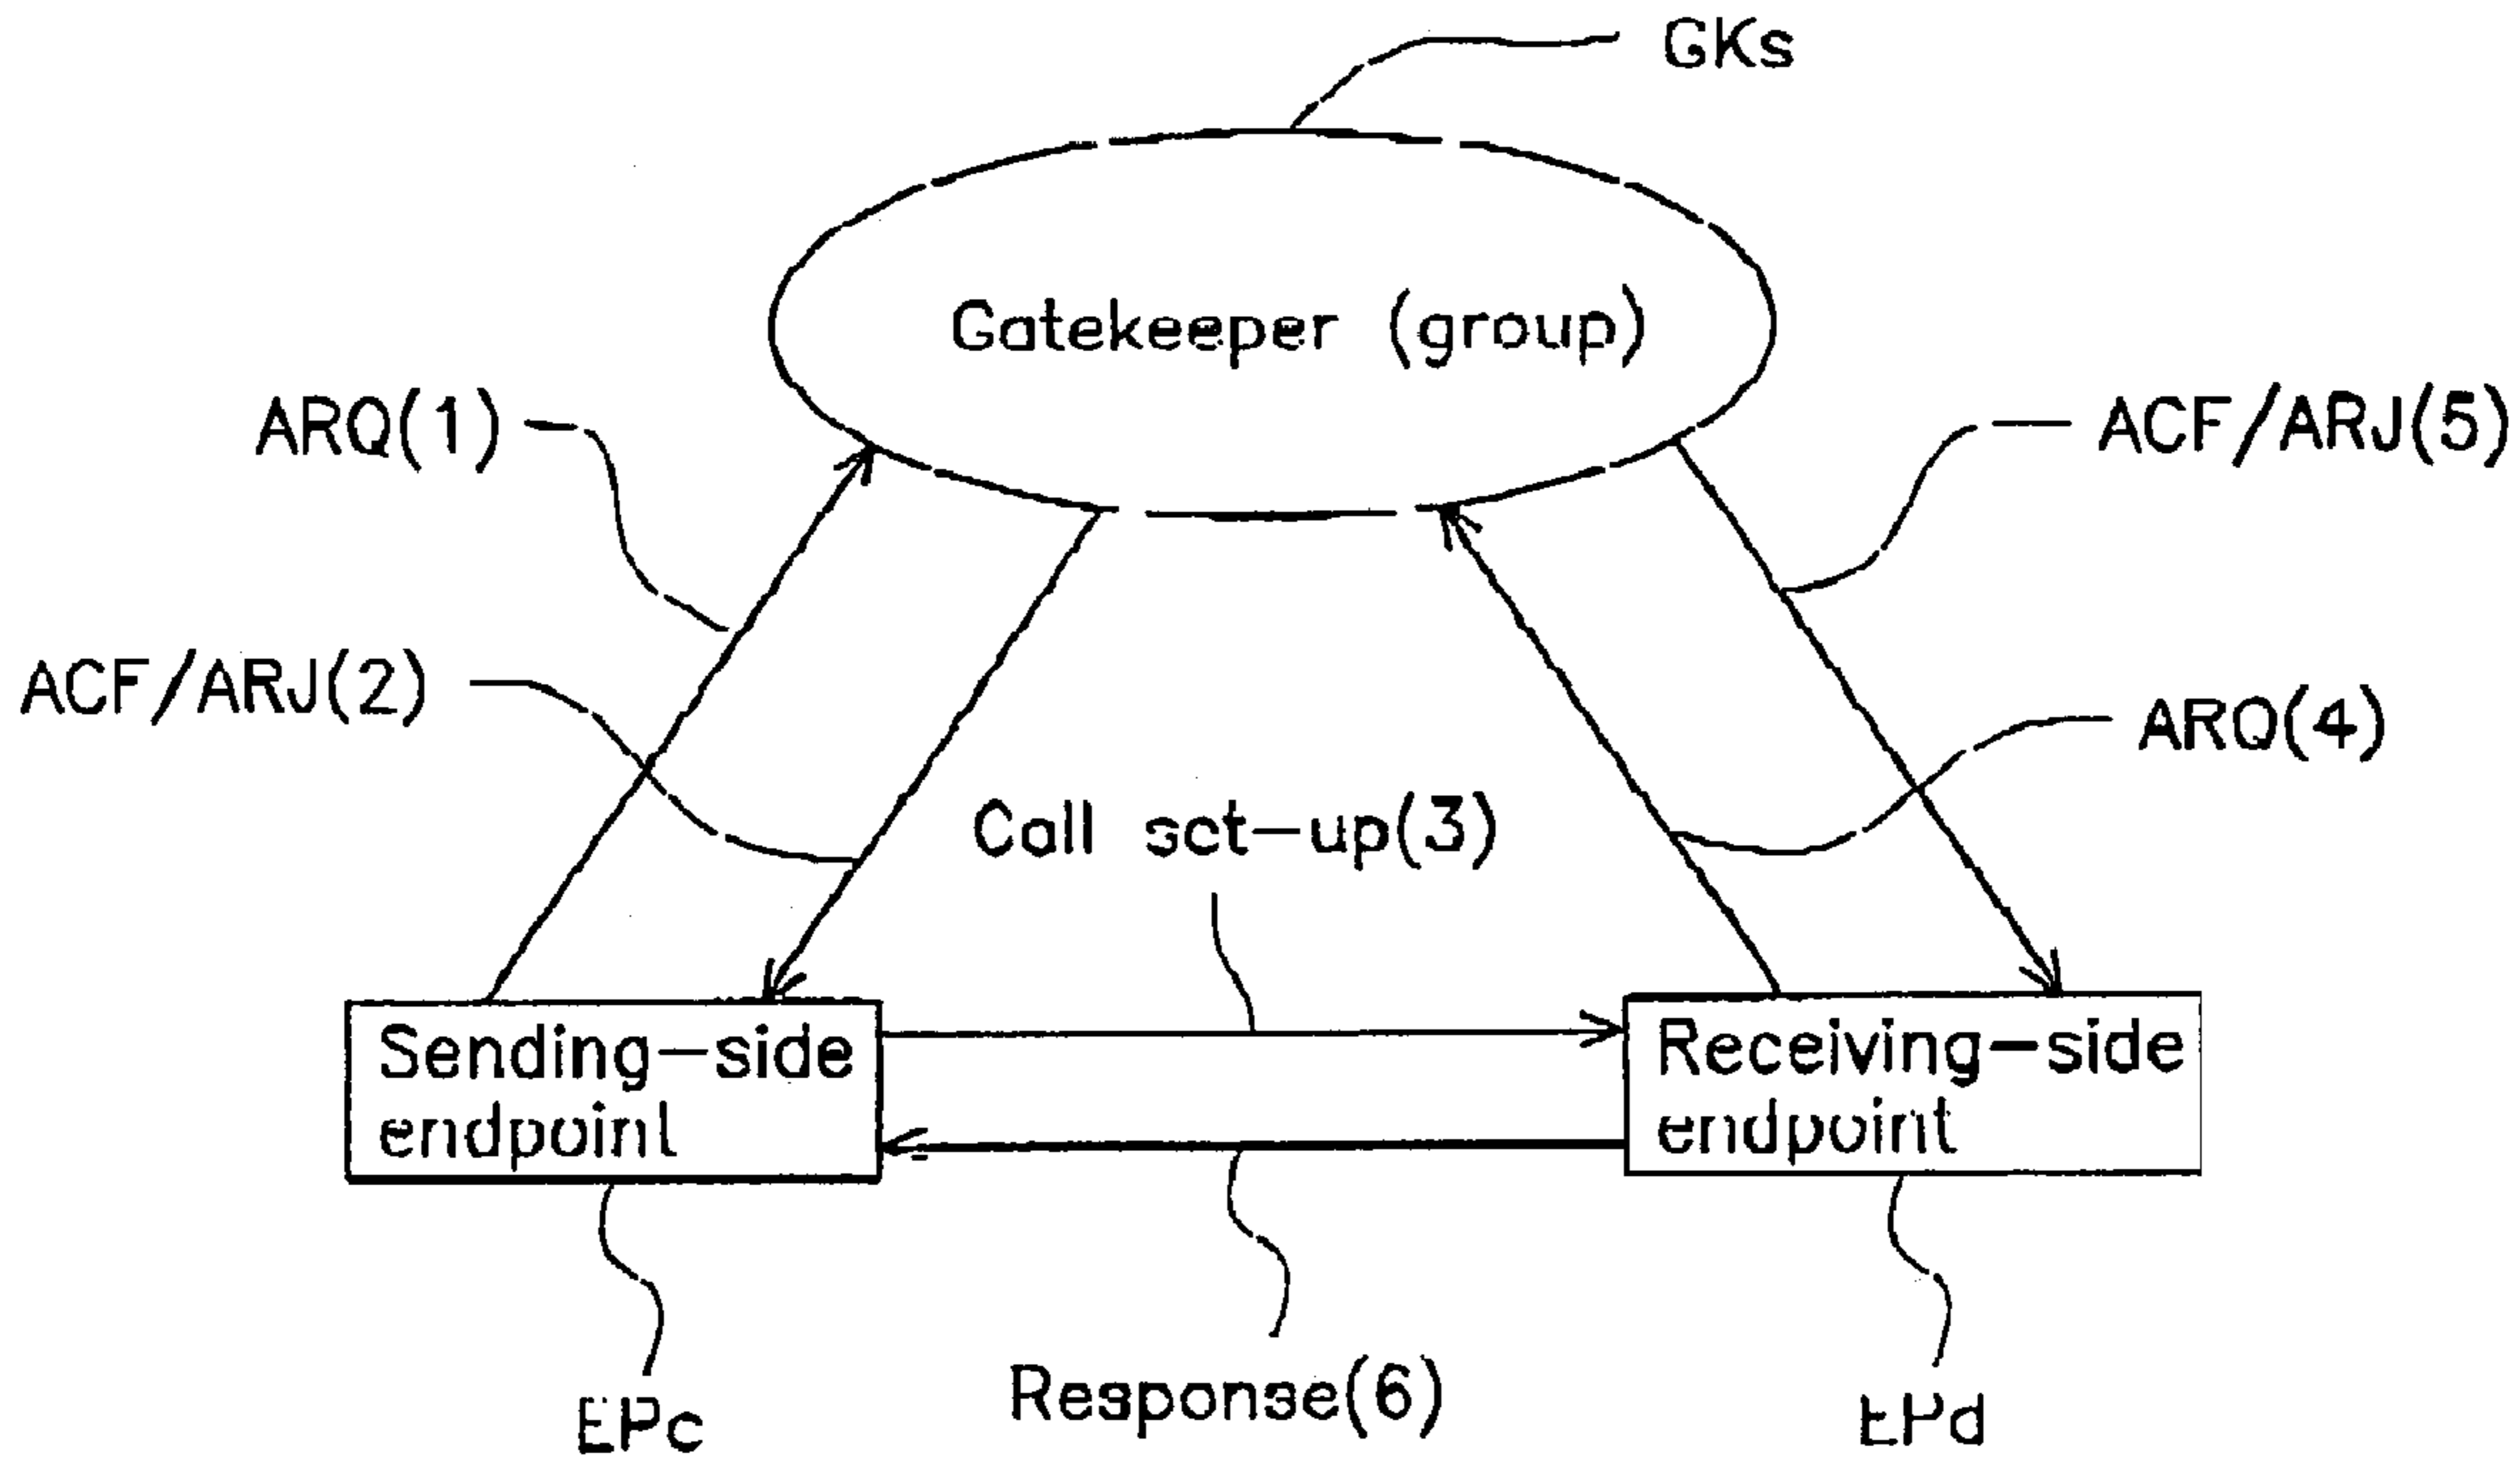 GKs
Gatekeeper (group)
ARQ(1)
ACF/ARJ(5)
ACF/ARJ(2)
ARQ(4)
Call set-up(3)
Sending-side
endpoint
Receiving-side
endpoint
Response(6)
EPc
EPd